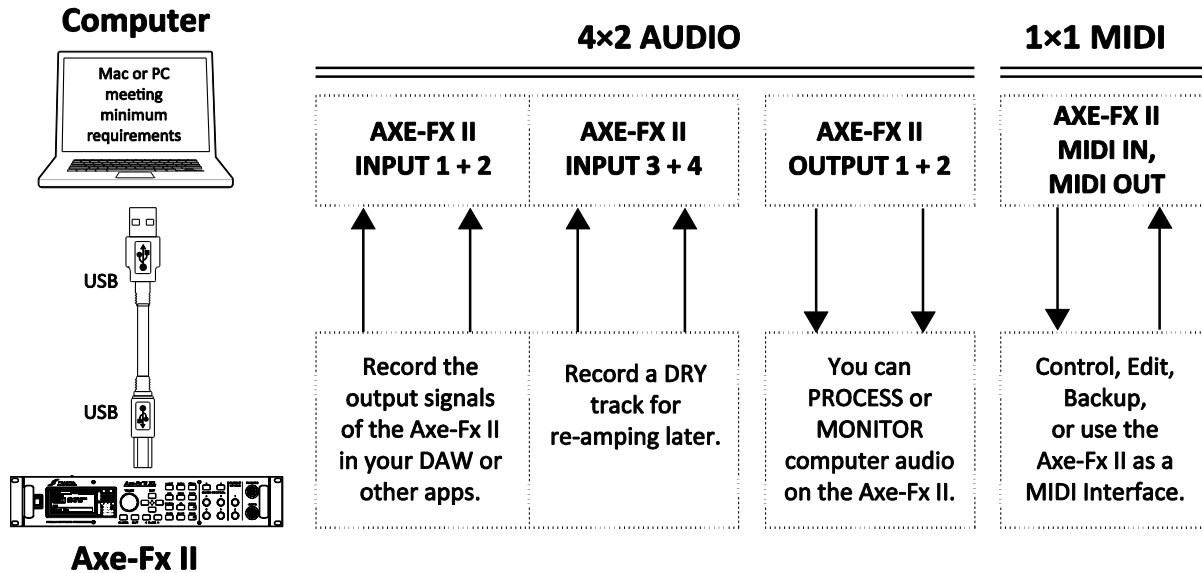 Computer
Mac or PC
meeting
minimum
requirements
USB
USB
Axe-Fx II
4×2 AUDIO
AXE-FX II
INPUT 1 + 2
AXE-FX II
INPUT 3 + 4
AXE-FX II
OUTPUT 1 + 2
Record the
output signals
of the Axe-Fx II
in your DAW or
other apps.
Record a DRY
track for
re-amping later.
You can
PROCESS or
MONITOR
computer audio
on the Axe-Fx II.
1×1 MIDI
AXE-FX II
MIDI IN,
MIDI OUT
Control, Edit,
Backup,
or use the
Axe-Fx II as a
MIDI Interface.